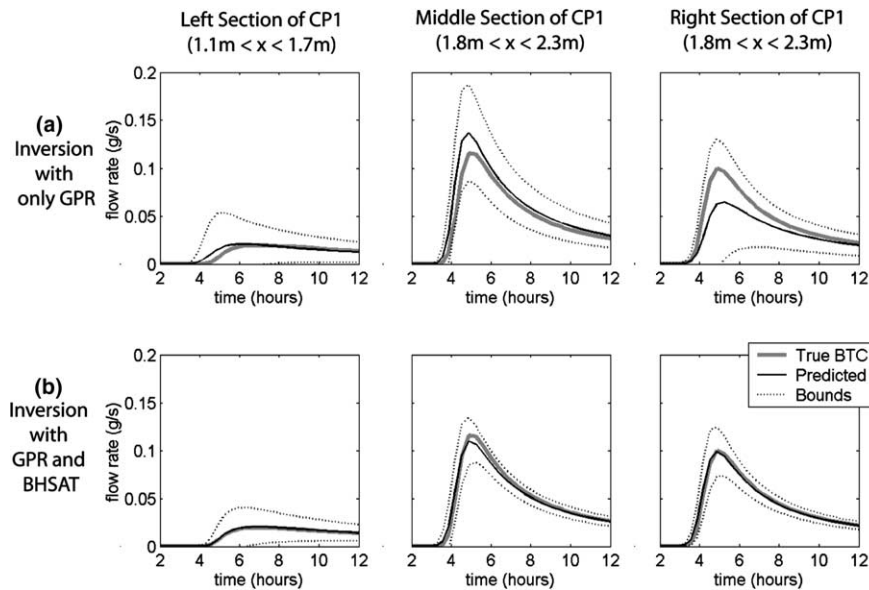 Left Section of CP1
(1.1m < x < 1.7m)
Middle Section of CP1
(1.8m < x < 2.3m)
Right Section of CP1
(1.8m < x < 2.3m)
(a)
Inversion
with
only GPR
flow rate (g/s)
0.2
0.15
0.1
0.05
0
2 4 6 8 10 12
time (hours)
2 4 6 8 10 12
time (hours)
2 4 6 8 10 12
time (hours)
(b)
Inversion
with
GPR and
BHSAT
flow rate (g/s)
0.2
0.15
0.1
0.05
0
2 4 6 8 10 12
time (hours)
2 4 6 8 10 12
time (hours)
2 4 6 8 10 12
time (hours)
True BTC
Predicted
Bounds